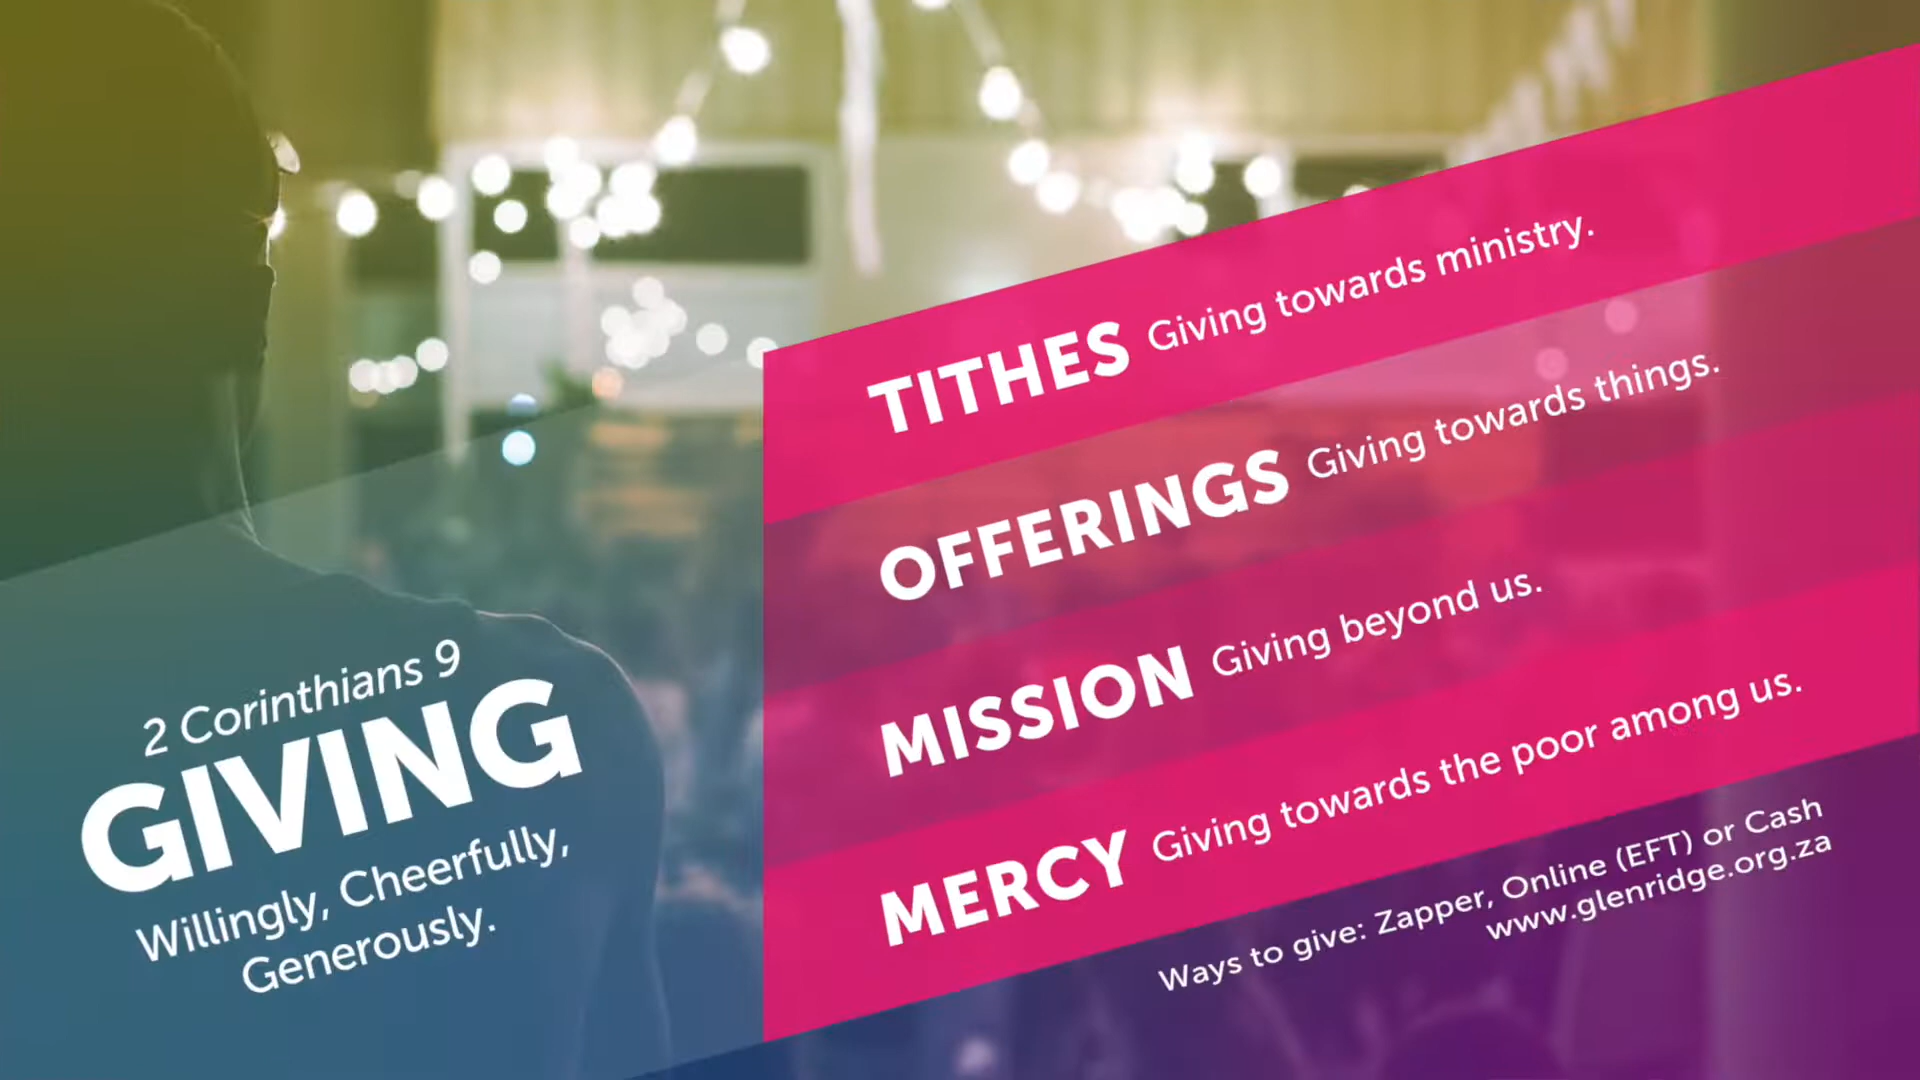 2 Corinthians 9
GIVING
Willingly, Cheerfully,
Generously.
TITHES Giving towards ministry.
OFFERINGS Giving towards things.
MISSION Giving beyond us.
MERCY Giving towards the poor among us.
Ways to give: Zapper, Online (EFT) or Cash
www.glenridge.org.za